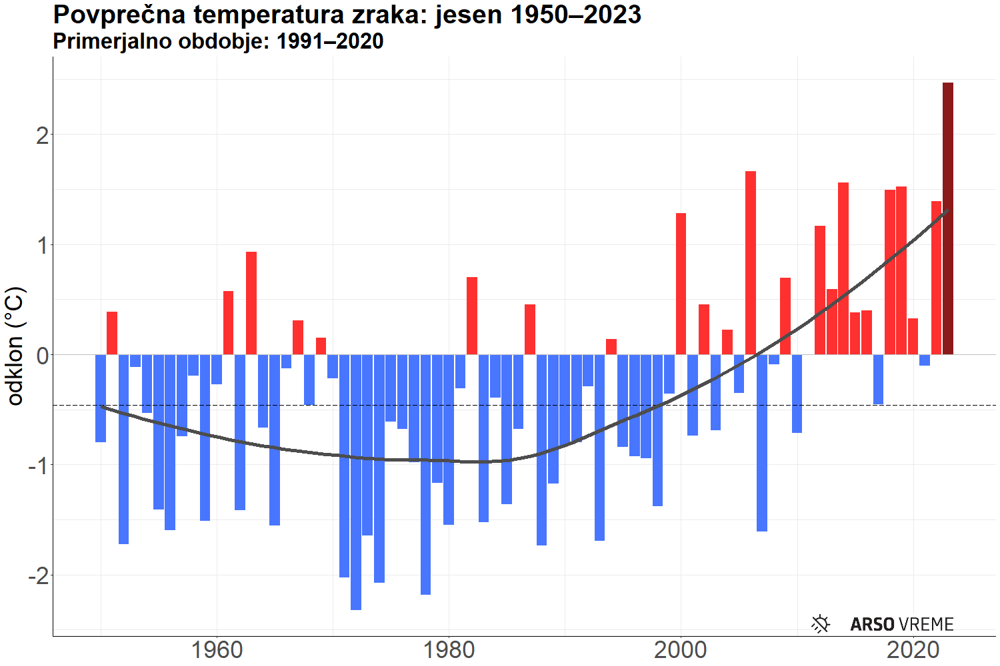 Povprečna temperatura zraka: jesen 1950–2023
Primerjalno obdobje: 1991–2020
odklon (°C)
2
1
0
-1
-2
1960 1980 2000 2020
ARSO VREME